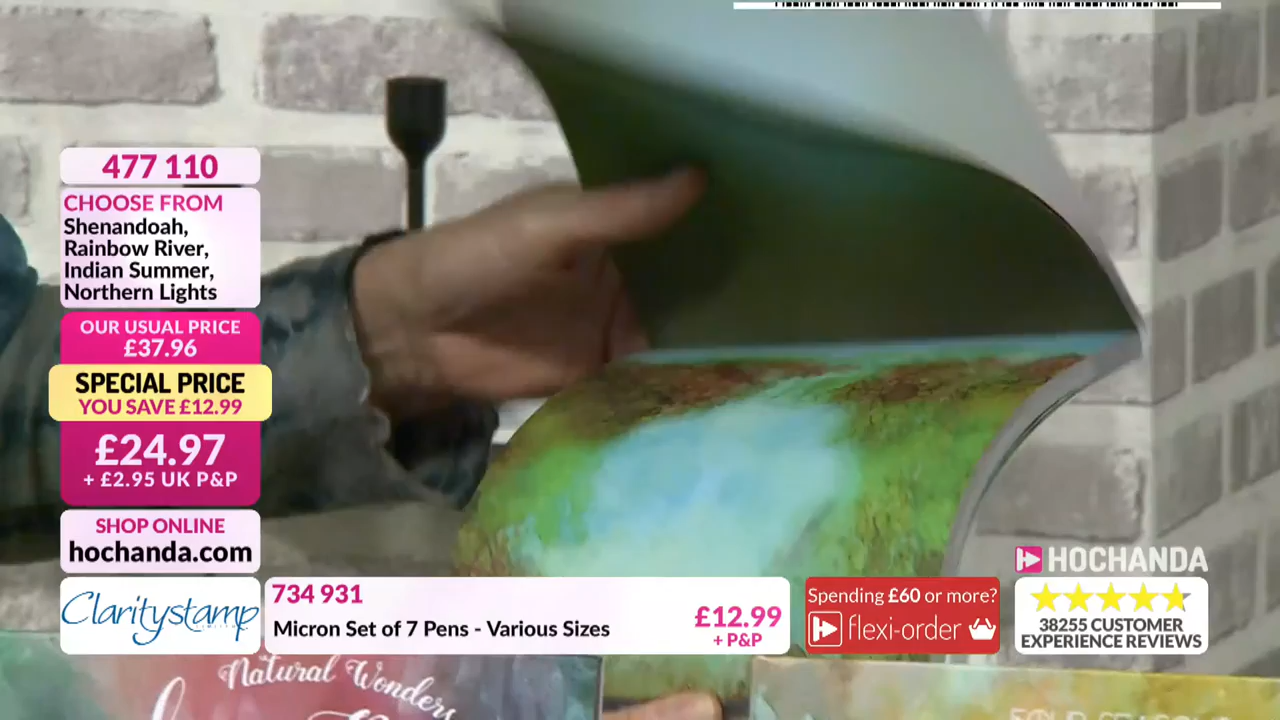 477 110
CHOOSE FROM
Shenandoah,
Rainbow River,
Indian Summer,
Northern Lights
OUR USUAL PRICE
£37.96
SPECIAL PRICE
YOU SAVE £12.99
£24.97
+ £2.95 UK P&P
SHOP ONLINE
hochanda.com
Claritystamp
734 931
Micron Set of 7 Pens - Various Sizes
£12.99
+ P&P
Spending £60 or more?
flexi-order
HOCHANDA
38255 CUSTOMER
EXPERIENCE REVIEWS
Natural Wonders